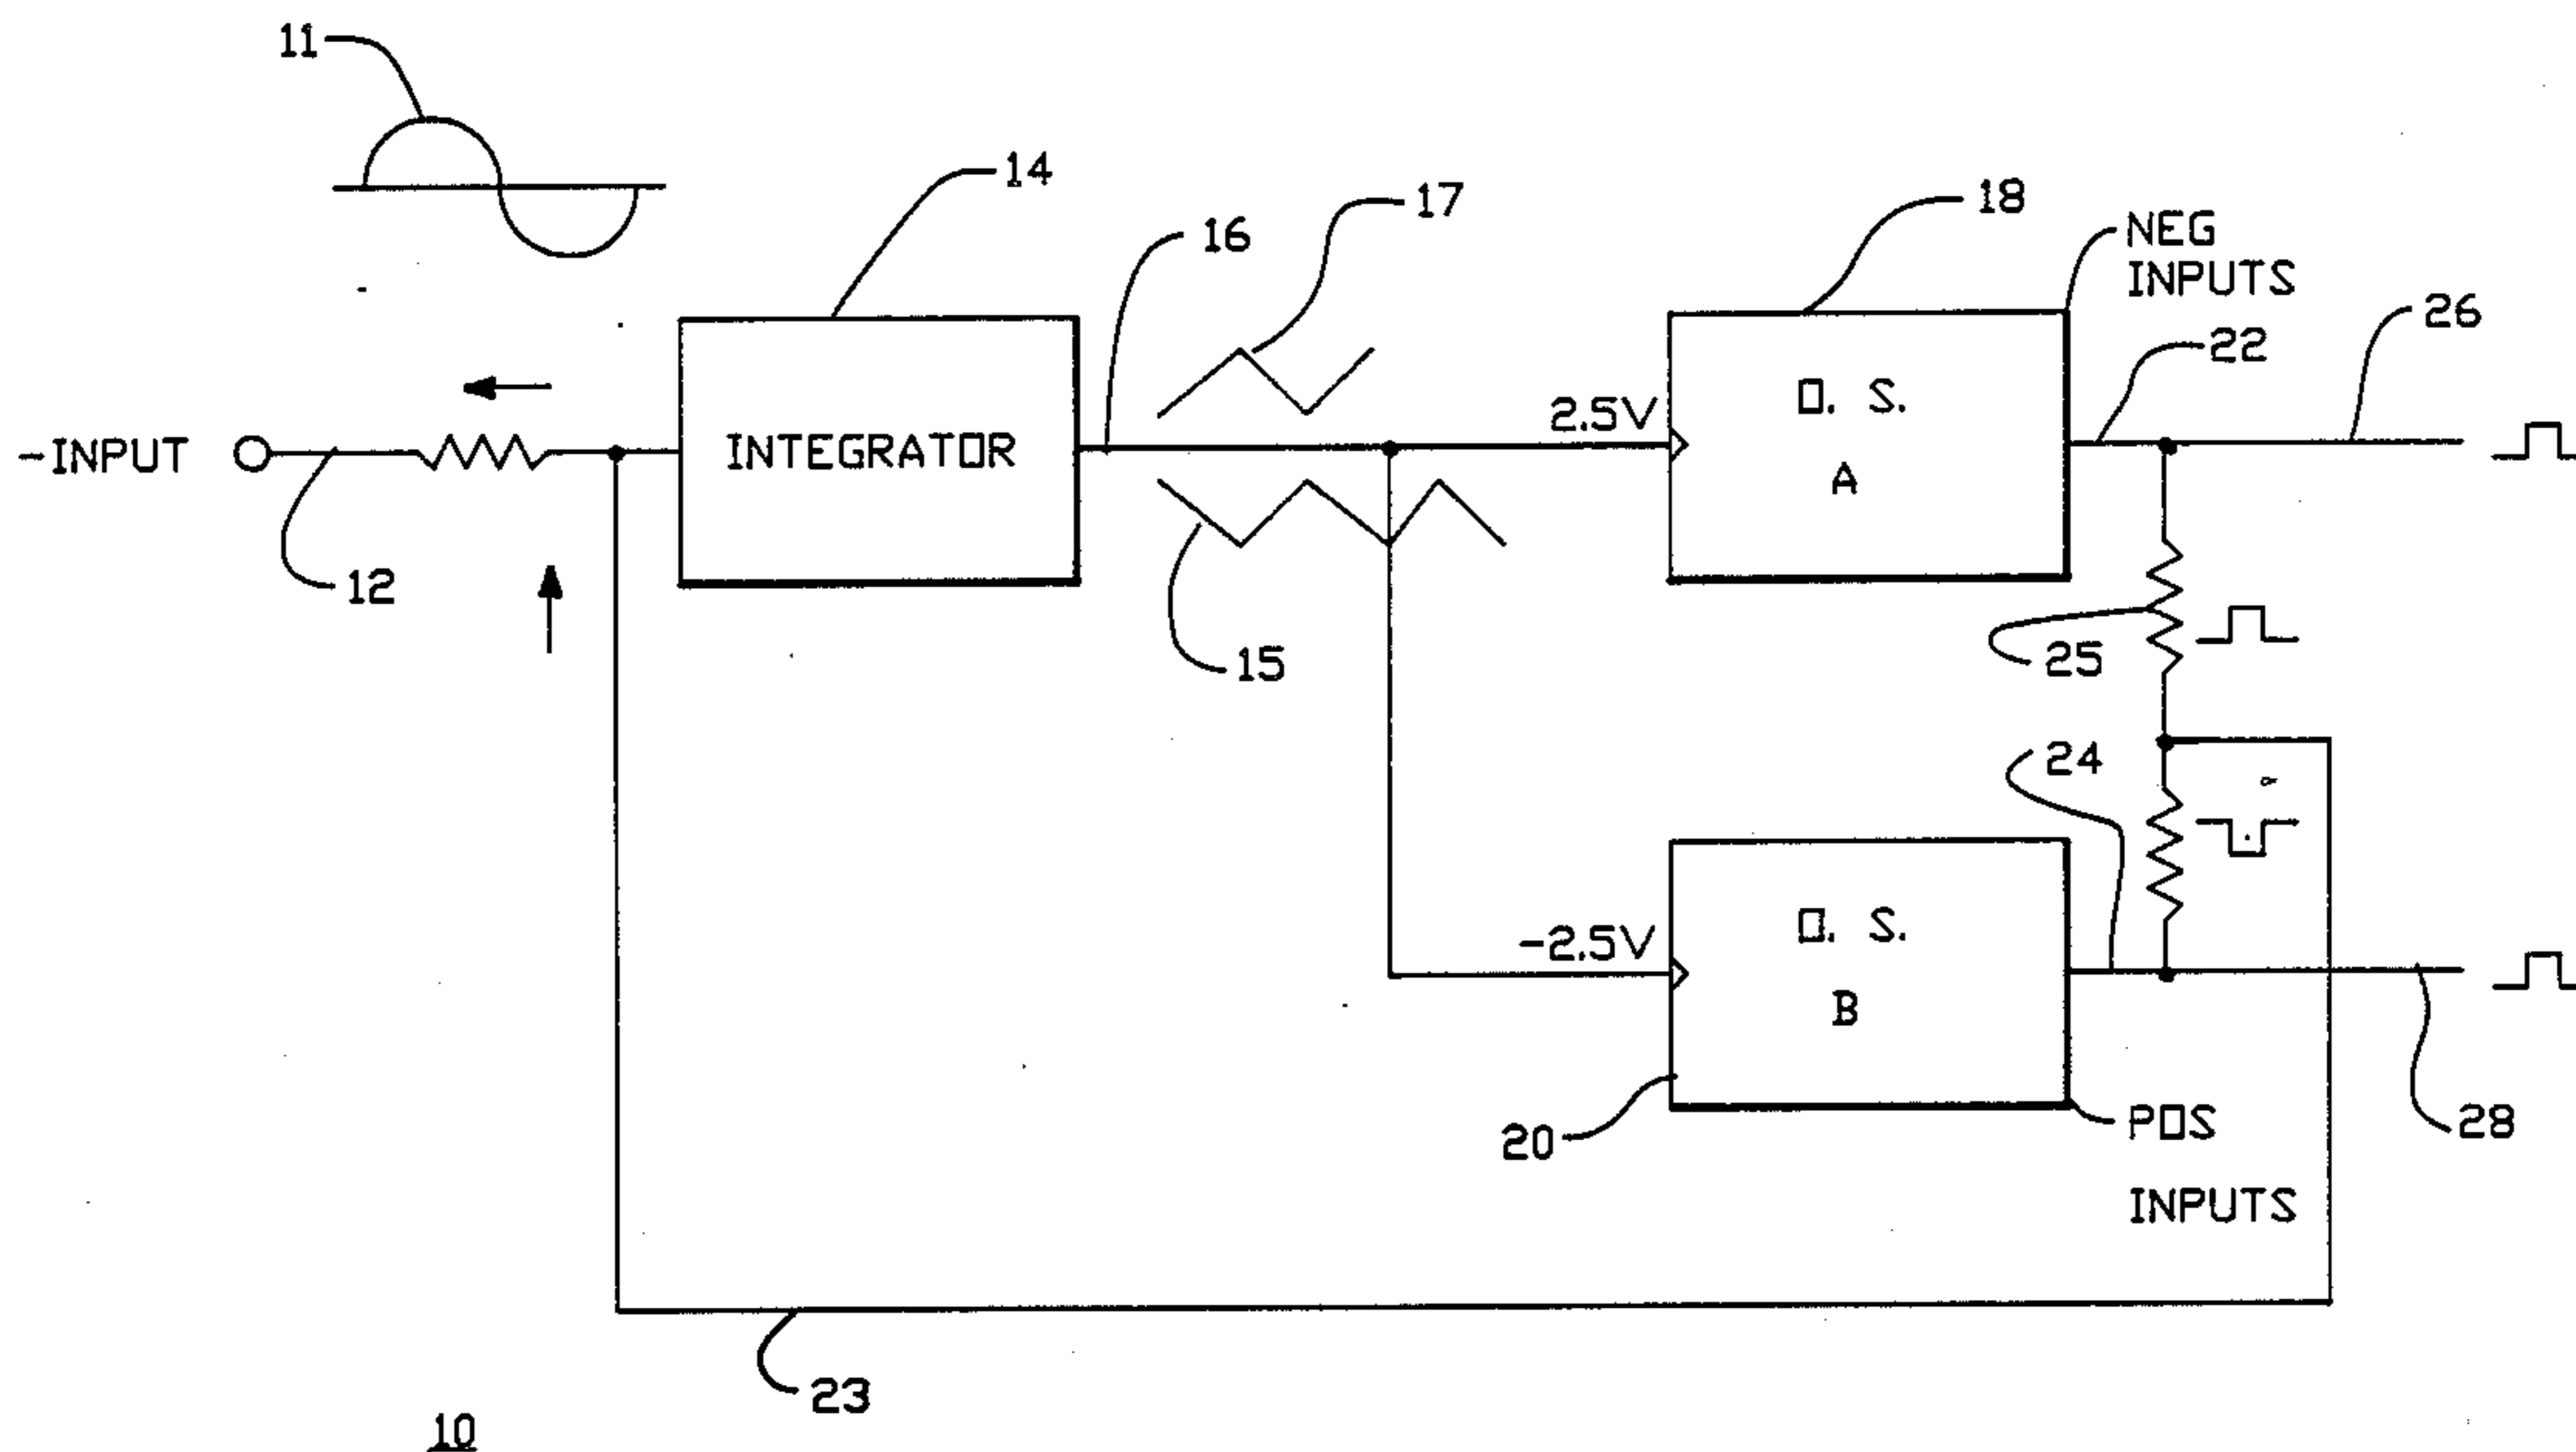 11
14
17
18
16
NEG
INPUTS
26
22
2.5V
O. S.
-INPUT
INTEGRATOR
A
12
15
25
24
O. S.
-2.5V
B
20
POS
28
INPUTS
23
10